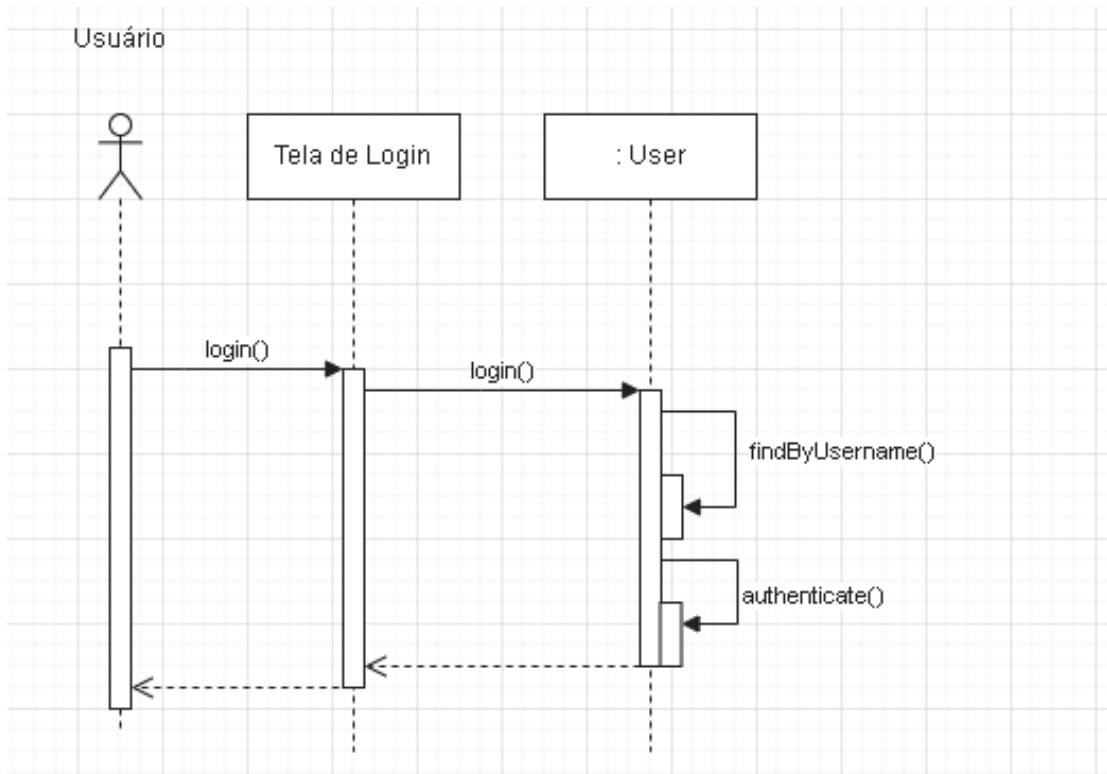 Usuário
Tela de Login
: User
login()
login()
findByUsername()
authenticate()